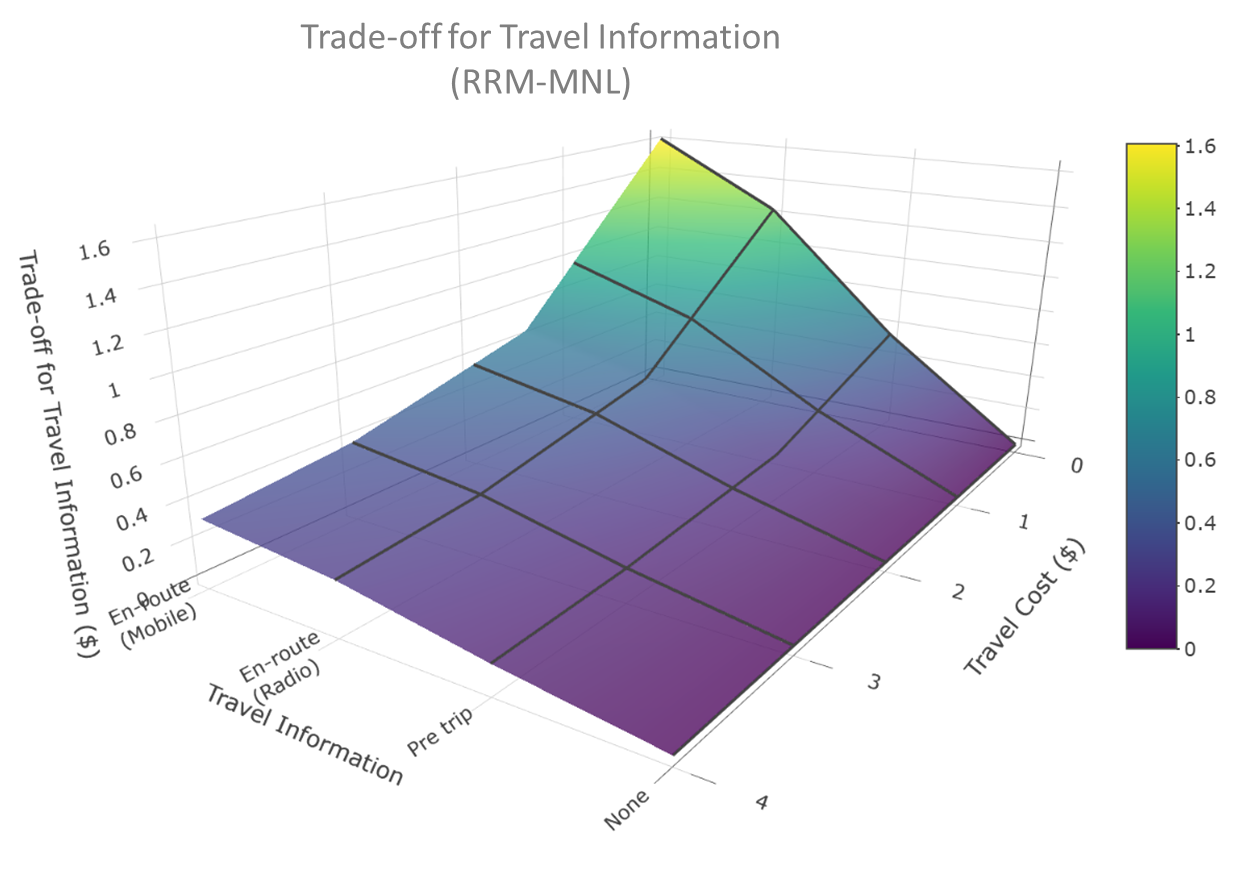 Trade-off for Travel Information
(RRM-MNL)
1.6
1.4
1.2
1
0.8
0.6
0.4
0.2
0
Trade-off for Travel Information ($)
En-route
(Mobile)
En-route
(Radio)
Pre trip
None
Travel Information
0
1
2
3
4
Travel Cost ($)
1.6
1.4
1.2
1
0.8
0.6
0.4
0.2
0